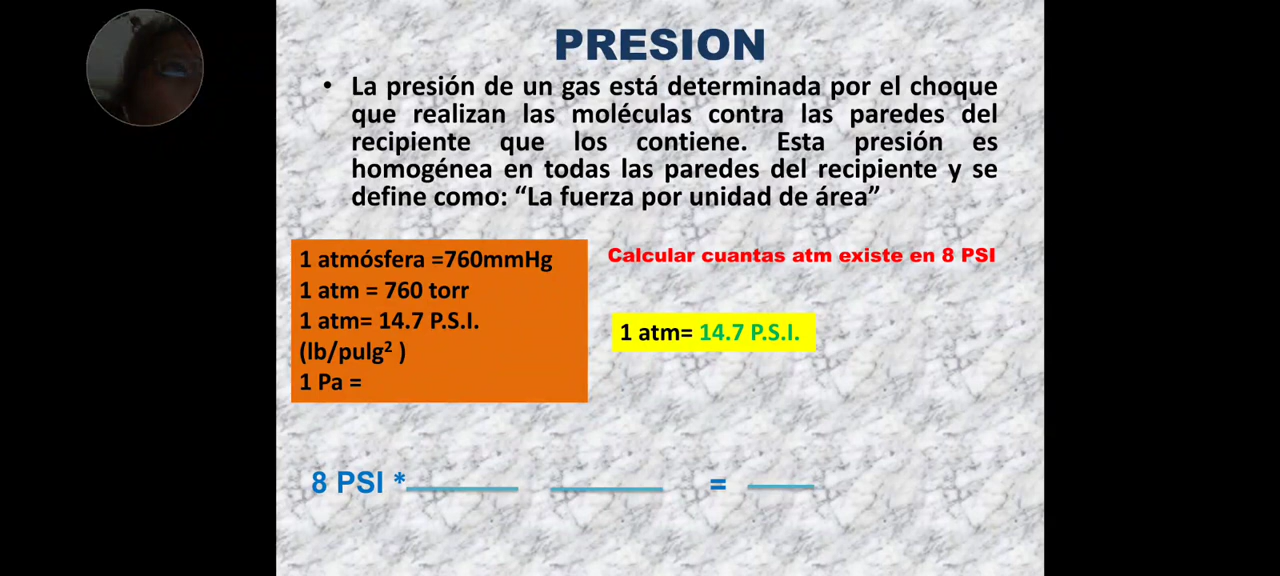 PRESION
• La presión de un gas está determinada por el choque
que realizan las moléculas contra las paredes del
recipiente que los contiene. Esta presión es
homogénea en todas las paredes del recipiente y se
define como: “La fuerza por unidad de área”
1 atmósfera =760mmHg
1 atm = 760 torr
1 atm= 14.7 P.S.I.
(lb/pulg² )
1 Pa =
Calcular cuantas atm existe en 8 PSI
1 atm= 14.7 P.S.I.
8 PSI * =